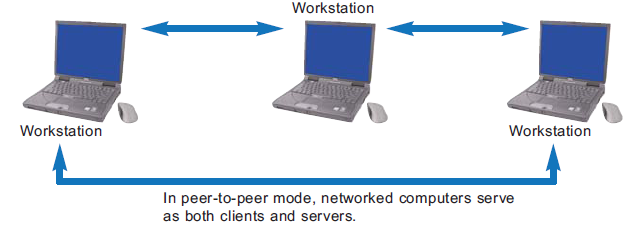 Workstation
Workstation
Workstation
In peer-to-peer mode, networked computers serve
as both clients and servers.